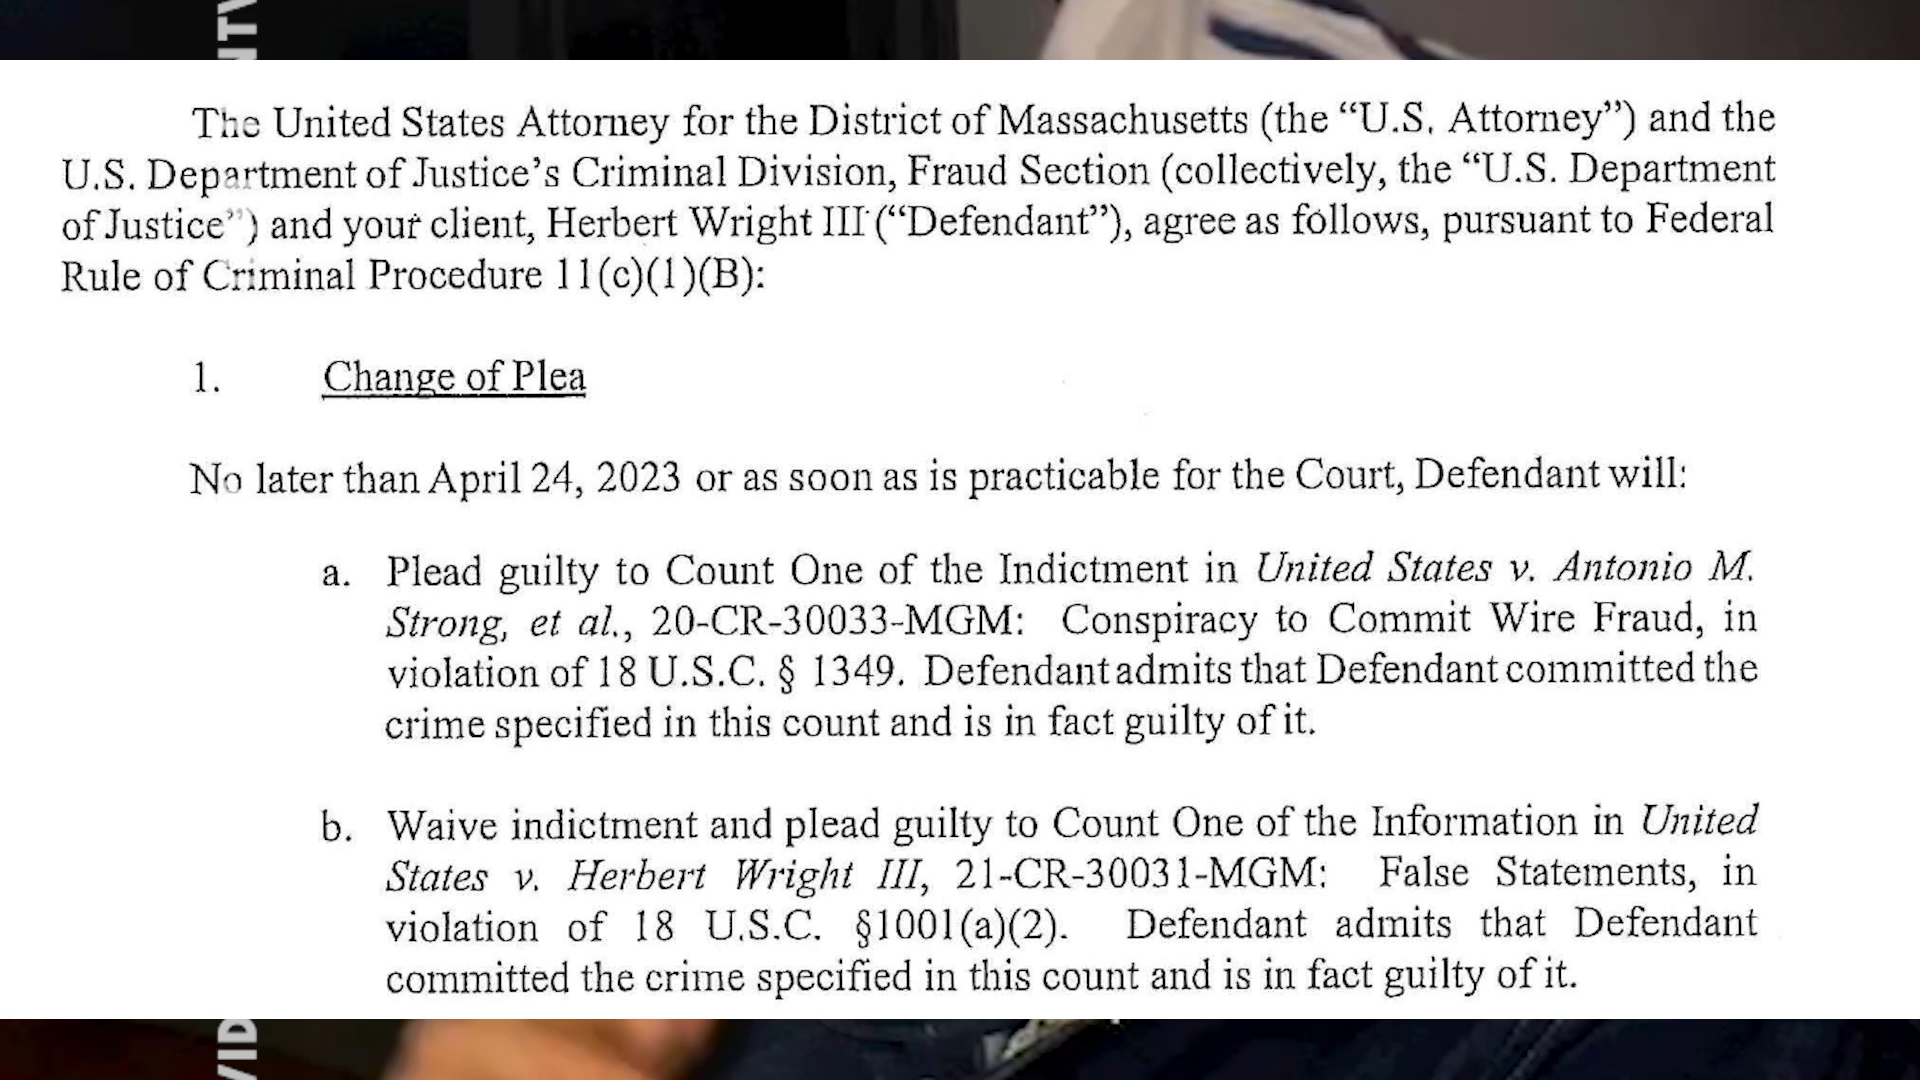 NTV
The United States Attorney for the District of Massachusetts (the “U.S. Attorney”) and the
U.S. Department of Justice’s Criminal Division, Fraud Section (collectively, the “U.S. Department
of Justice”) and your client, Herbert Wright III (“Defendant”), agree as follows, pursuant to Federal
Rule of Criminal Procedure 11(c)(1)(B):
1. Change of Plea
No later than April 24, 2023 or as soon as is practicable for the Court, Defendant will:
a. Plead guilty to Count One of the Indictment in United States v. Antonio M.
Strong, et al., 20-CR-30033-MGM: Conspiracy to Commit Wire Fraud, in
violation of 18 U.S.C. § 1349. Defendant admits that Defendant committed the
crime specified in this count and is in fact guilty of it.
b. Waive indictment and plead guilty to Count One of the Information in United
States v. Herbert Wright III, 21-CR-30031-MGM: False Statements, in
violation of 18 U.S.C. §1001(a)(2). Defendant admits that Defendant
committed the crime specified in this count and is in fact guilty of it.
VID